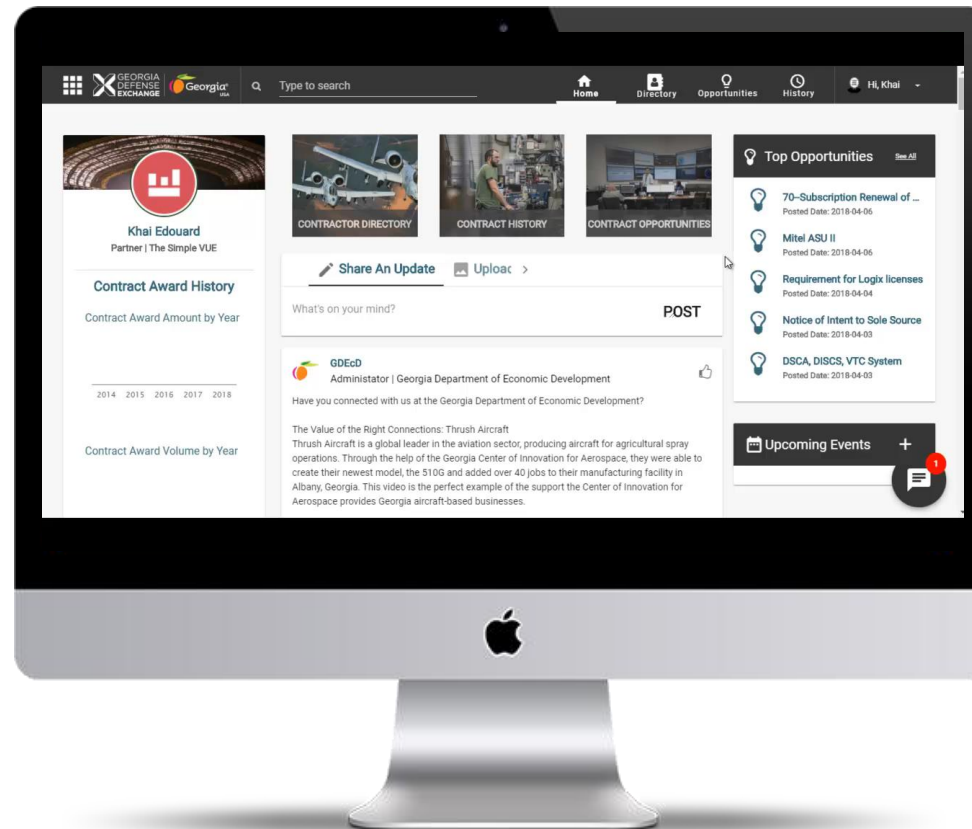 GEORGIA
DEFENSE
EXCHANGE
Georgia®
USA
Type to search
Home
Directory
Opportunities
History
Hi, Khai
Khai Edouard
Partner | The Simple VUE
Contract Award History
Contract Award Amount by Year
2014 2015 2016 2017 2018
Contract Award Volume by Year
CONTRACTOR DIRECTORY
CONTRACT HISTORY
CONTRACT OPPORTUNITIES
Share An Update
Upload
What's on your mind?
POST
GDEcD
Administator | Georgia Department of Economic Development
Have you connected with us at the Georgia Department of Economic Development?
The Value of the Right Connections: Thrush Aircraft
Thrush Aircraft is a global leader in the aviation sector, producing aircraft for agricultural spray
operations. Through the help of the Georgia Center of Innovation for Aerospace, they were able to
create their newest model, the 510G and added over 40 jobs to their manufacturing facility in
Albany, Georgia. This video is the perfect example of the support the Center of Innovation for
Aerospace provides Georgia aircraft-based businesses.
Top Opportunities
See All
70–Subscription Renewal of ...
Posted Date: 2018-04-06
Mitel ASU II
Posted Date: 2018-04-06
Requirement for Logix licenses
Posted Date: 2018-04-04
Notice of Intent to Sole Source
Posted Date: 2018-04-03
DSCA, DISCS, VTC System
Posted Date: 2018-04-03
Upcoming Events +
1